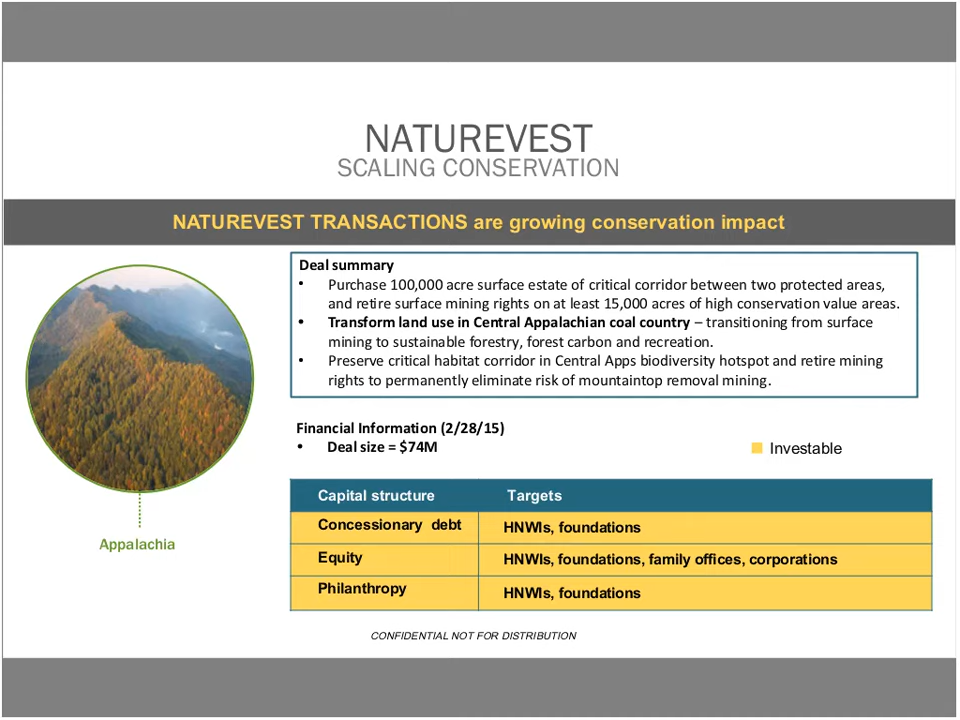 NATUREVEST
SCALING CONSERVATION
NATUREVEST TRANSACTIONS are growing conservation impact
Deal summary
• Purchase 100,000 acre surface estate of critical corridor between two protected areas,
and retire surface mining rights on at least 15,000 acres of high conservation value areas.
• Transform land use in Central Appalachian coal country – transitioning from surface
mining to sustainable forestry, forest carbon and recreation.
• Preserve critical habitat corridor in Central Apps biodiversity hotspot and retire mining
rights to permanently eliminate risk of mountaintop removal mining.
Appalachia
Financial Information (2/28/15)
• Deal size = $74M
Investable
Capital structure Targets
Concessionary debt HNWIs, foundations
Equity HNWIs, foundations, family offices, corporations
Philanthropy HNWIs, foundations
CONFIDENTIAL NOT FOR DISTRIBUTION